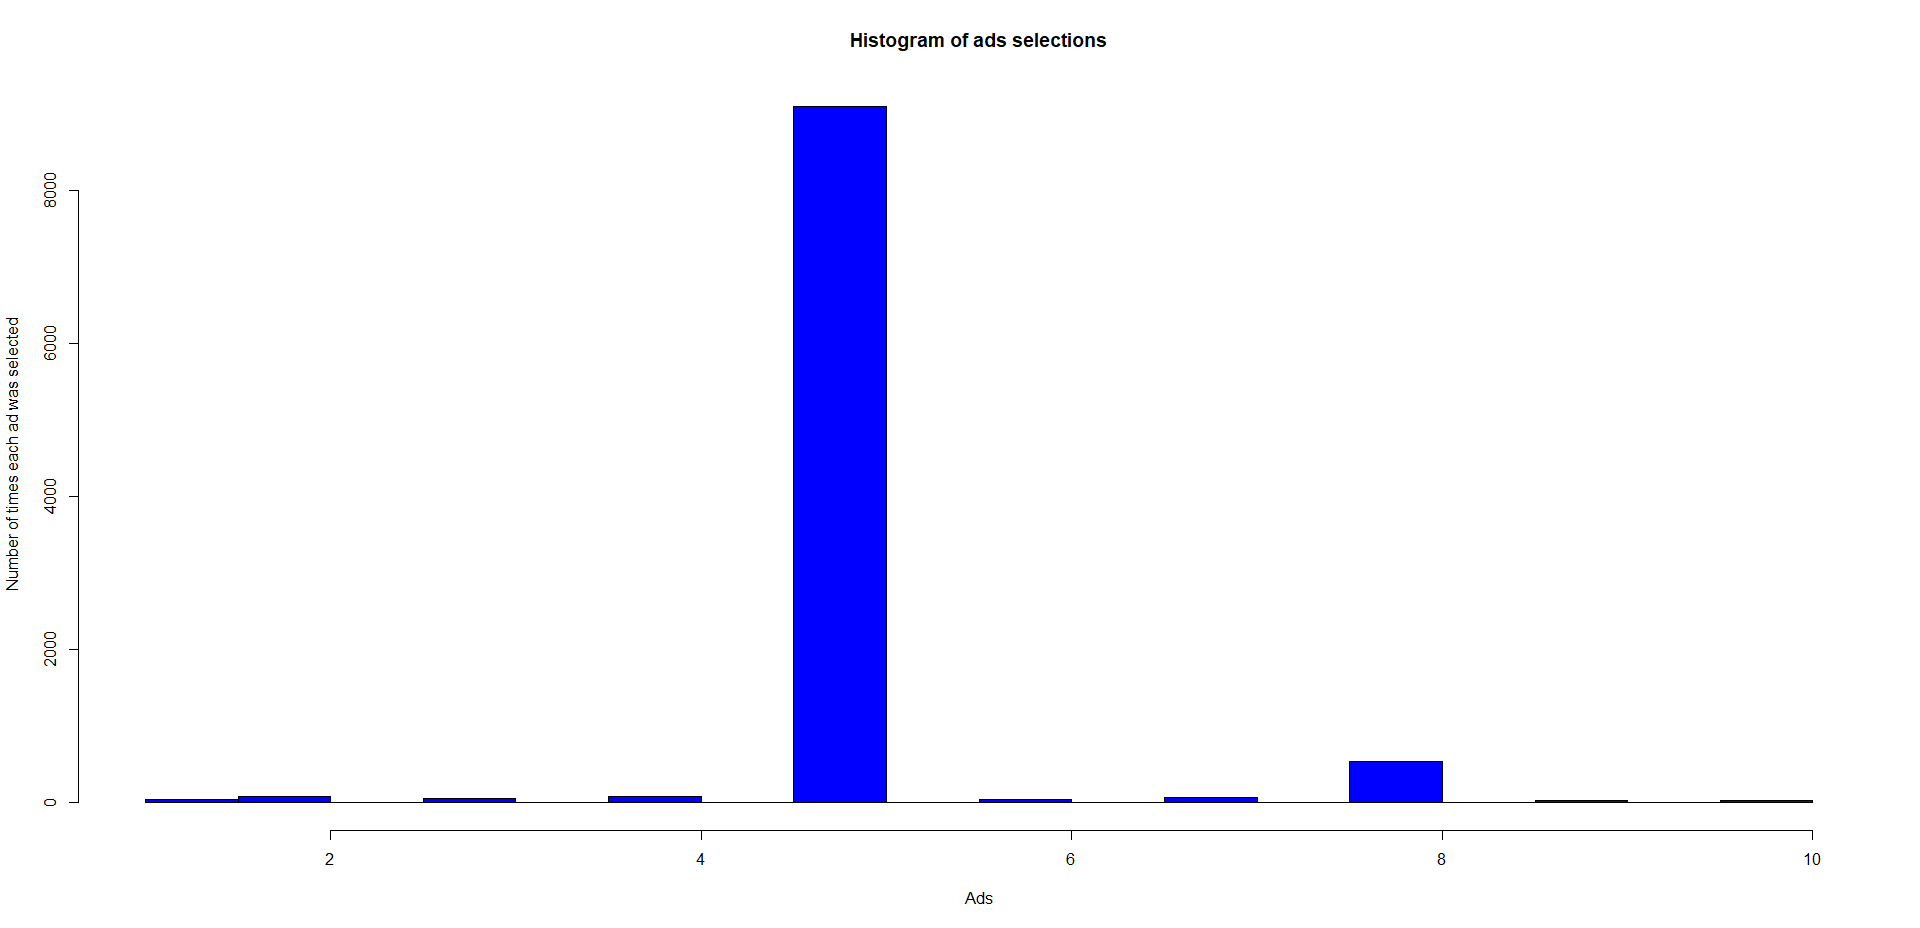 Histogram of ads selections
Number of times each ad was selected
8000
6000
4000
2000
0
2 4 6 8 10
Ads